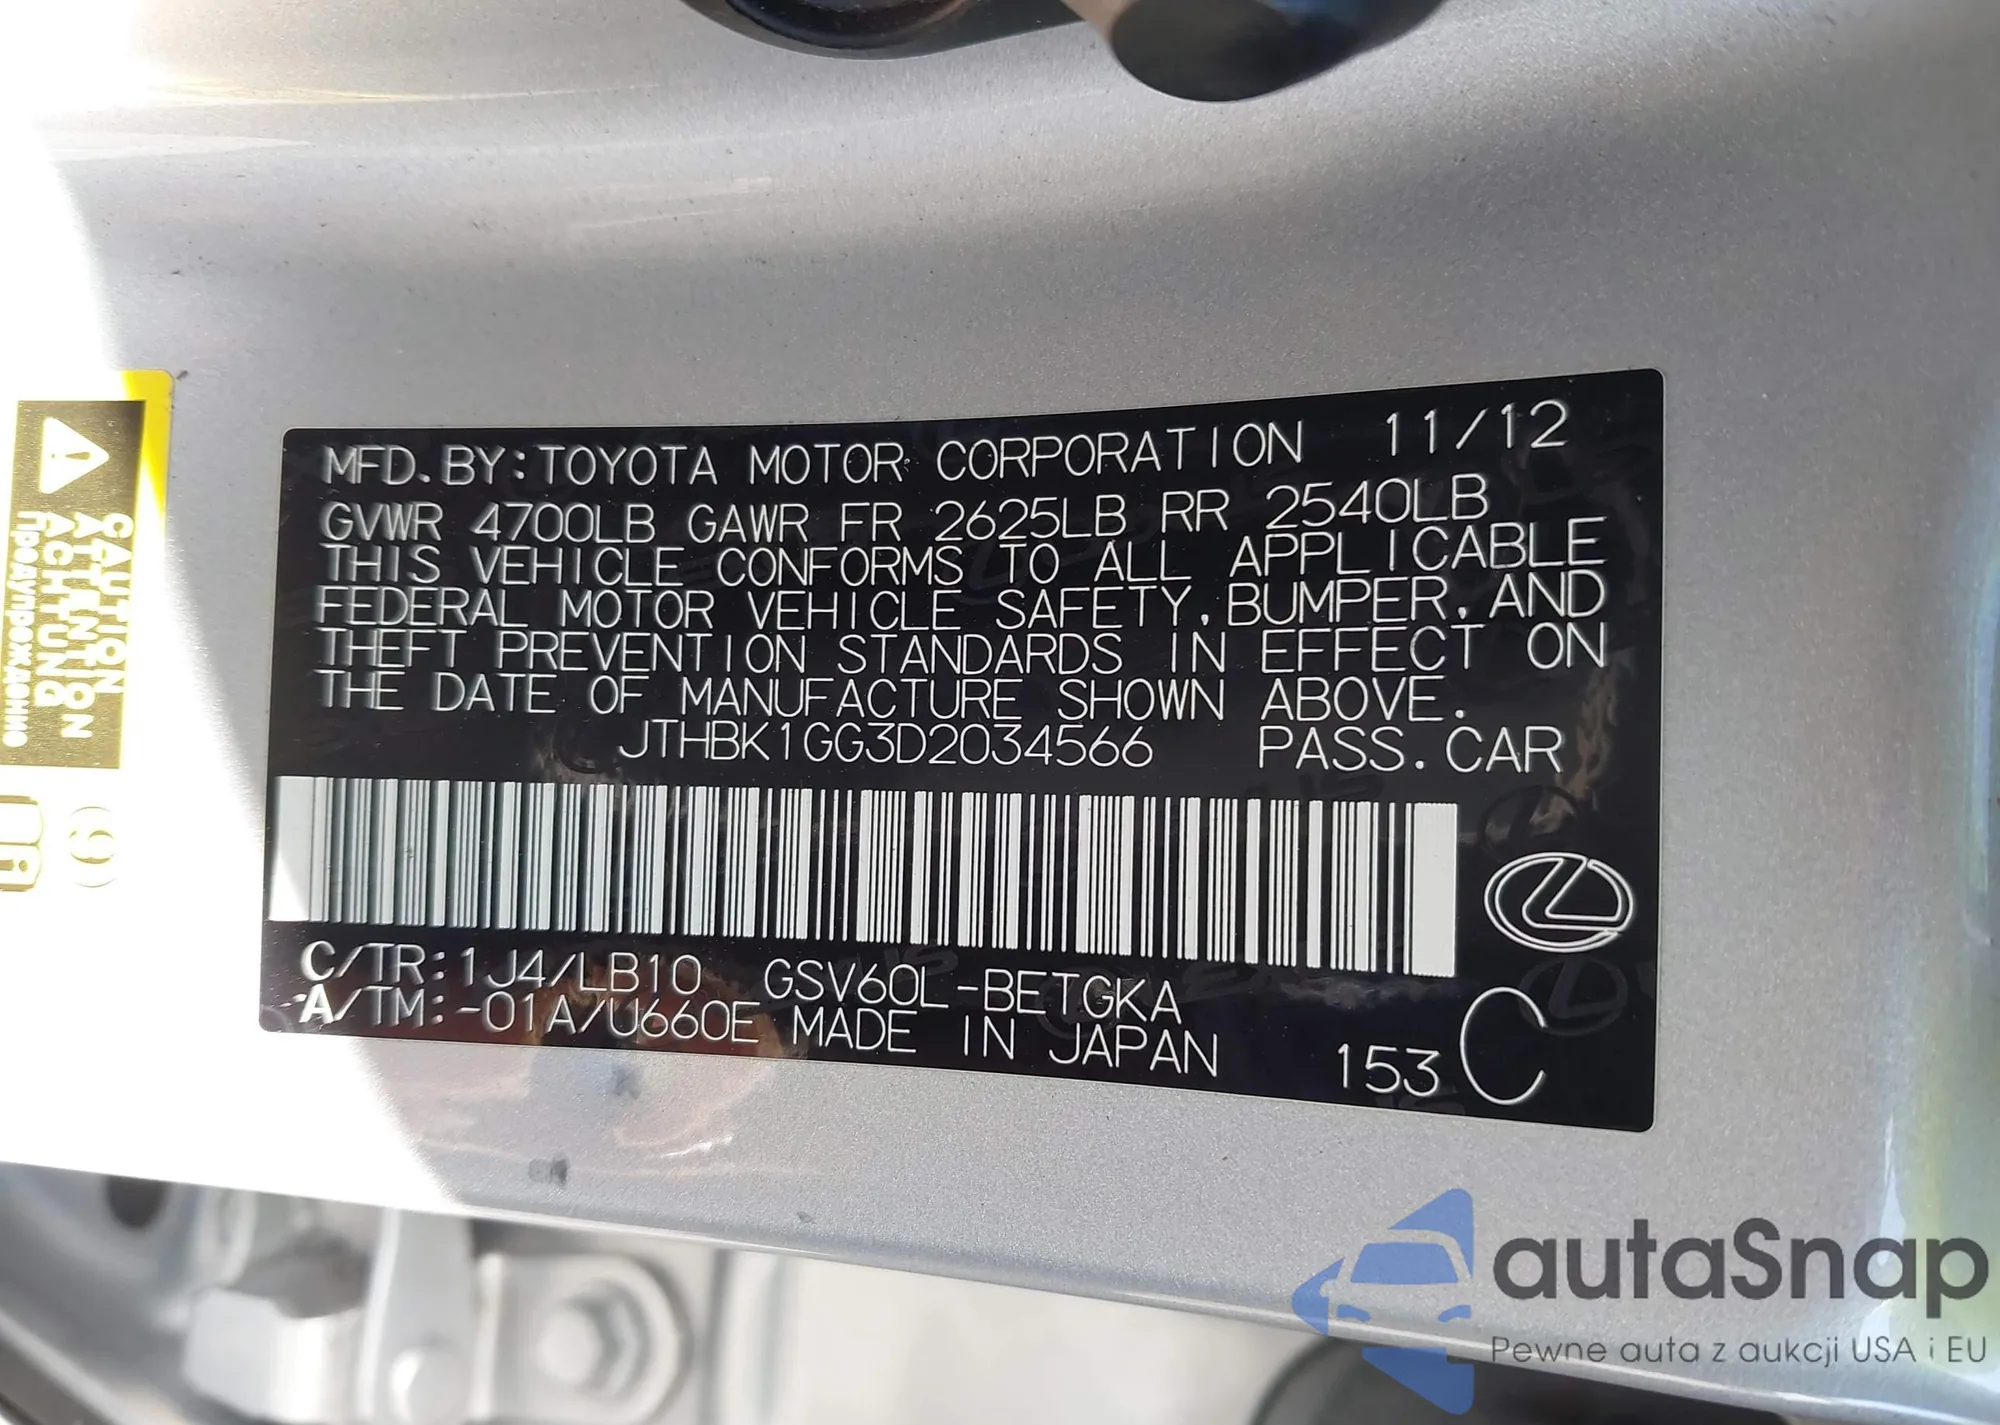 MFD.BY:TOYOTA MOTOR CORPORATION 11/12
GVWR 4700LB GAWR FR 2625LB RR 2540LB
THIS VEHICLE CONFORMS TO ALL APPLICABLE
FEDERAL MOTOR VEHICLE SAFETY, BUMPER, AND
THEFT PREVENTION STANDARDS IN EFFECT ON
THE DATE OF MANUFACTURE SHOWN ABOVE.
JTHBK1GG3D2034566 PASS.CAR
C/TR:1J4/LB10 GSV60L-BETGKA
A/TM:-01A/U660E MADE IN JAPAN
153 C
CAUTION
ATTENTION
ACHTUNG
Предупреждение
autaSnap
Pewne auta z aukcji USA i EU